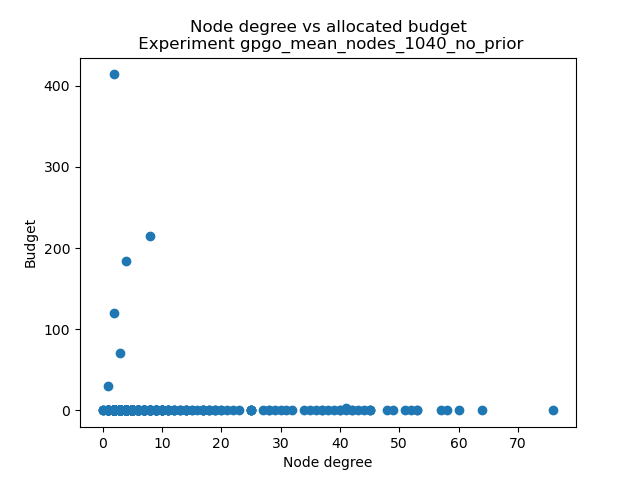 Node degree vs allocated budget
Experiment gpgo_mean_nodes_1040_no_prior
400
300
200
100
0
Budget
0 10 20 30 40 50 60 70
Node degree